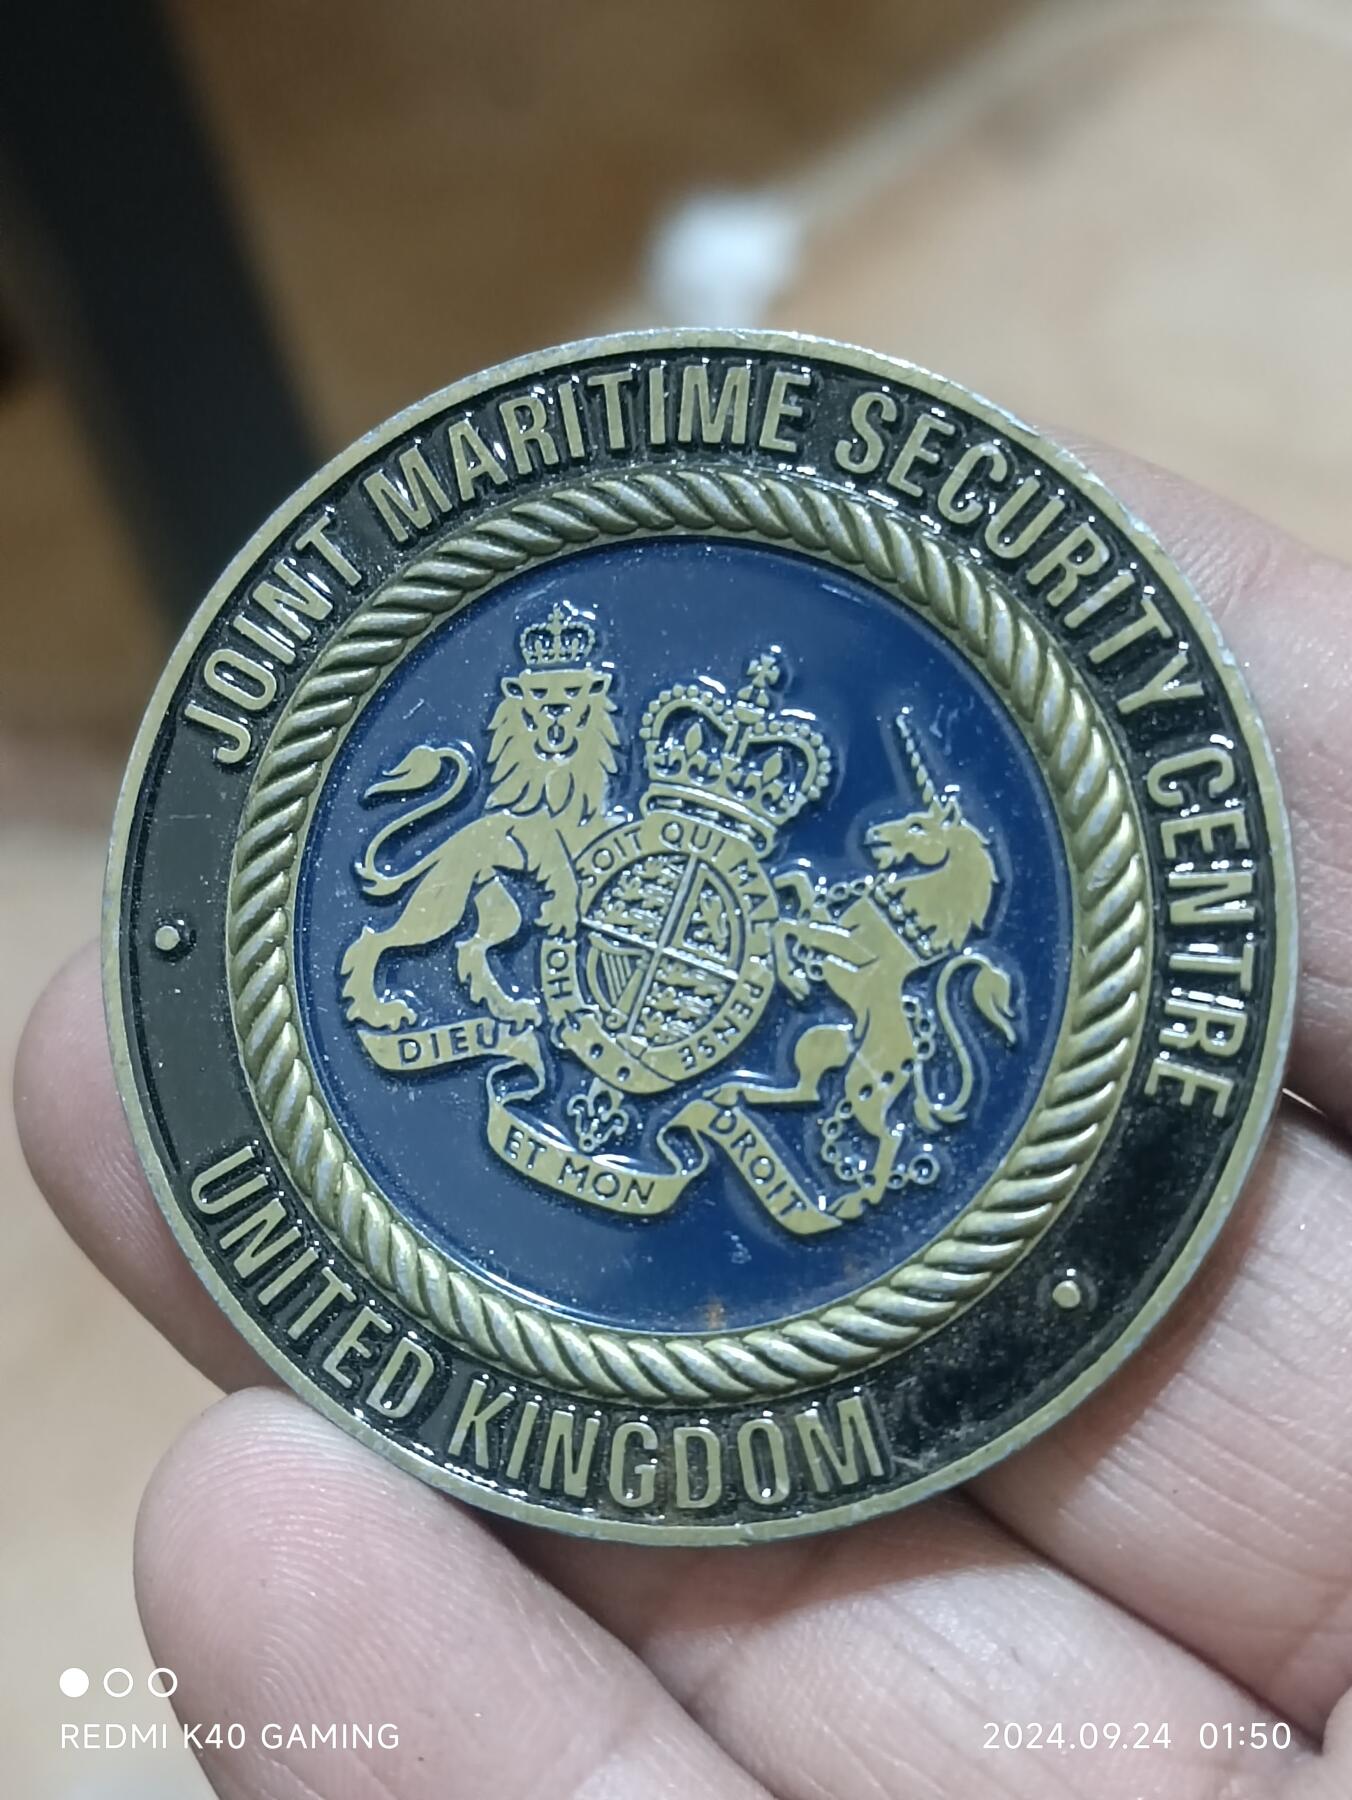 JOINT MARITIME SECURITY CENTRE
SOIT QUI MAL PENSE
HO
DIEU ET MON DROIT
UNITED KINGDOM
REDMI K40 GAMING
2024.09.24 01:50